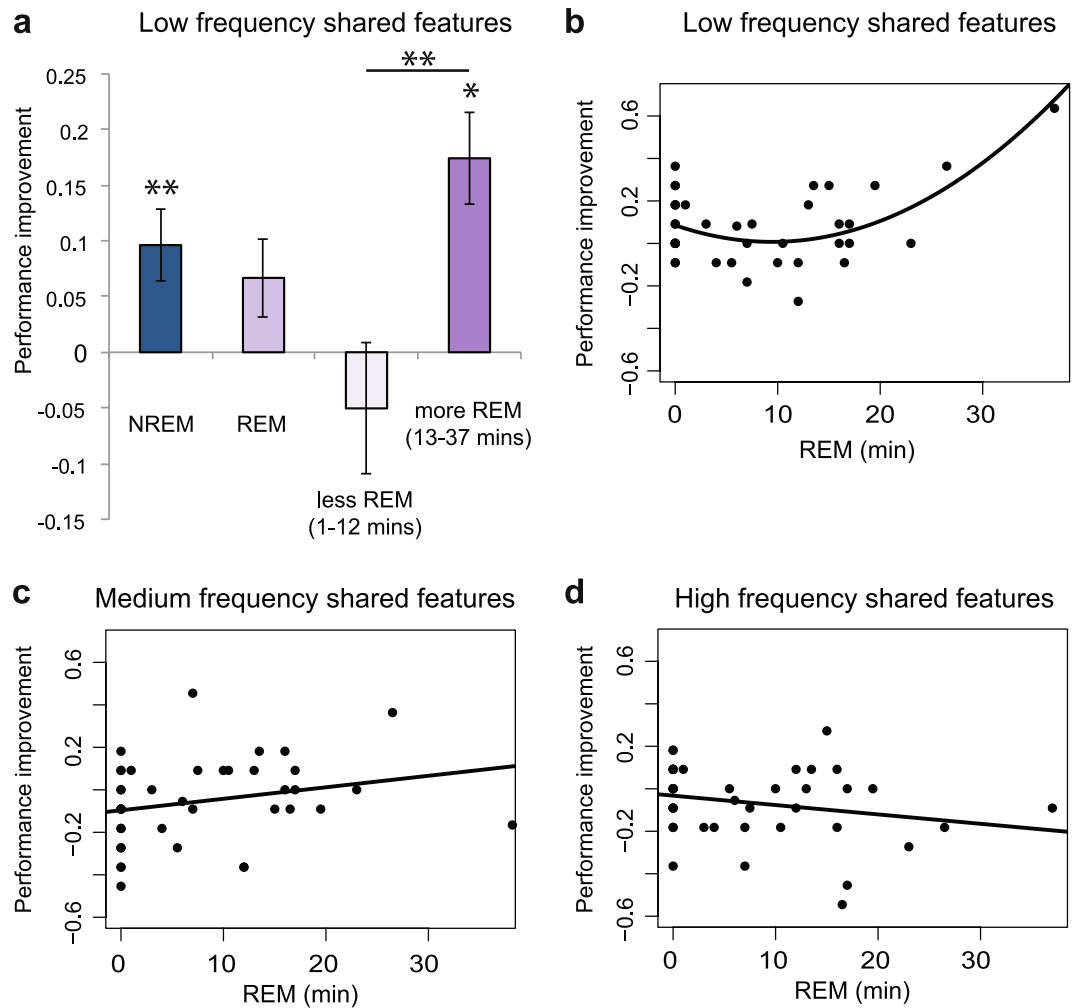 a Low frequency shared features
Performance improvement
0.25
0.2
0.15
0.1
0.05
0
-0.05
-0.1
-0.15
**
**
*
NREM
REM
less REM
(1-12 mins)
more REM
(13-37 mins)
b Low frequency shared features
Performance improvement
0.6
0.2
−0.2
−0.6
0 10 20 30
REM (min)
c Medium frequency shared features
Performance improvement
0.6
0.2
−0.2
−0.6
0 10 20 30
REM (min)
d High frequency shared features
Performance improvement
0.6
0.2
−0.2
−0.6
0 10 20 30
REM (min)